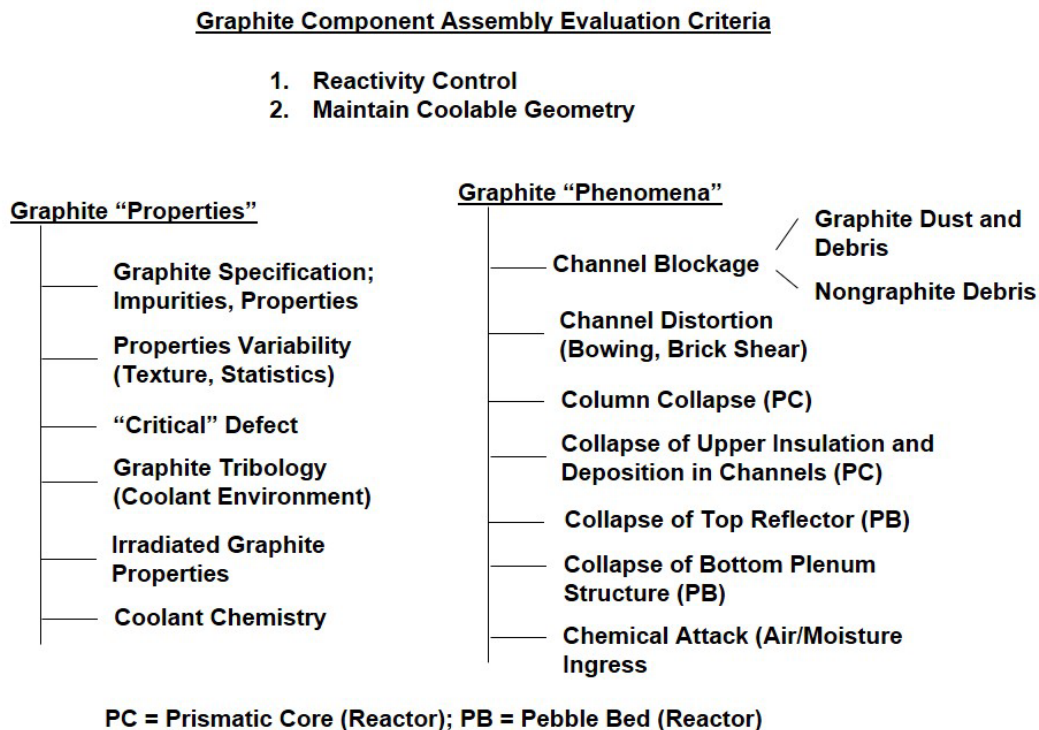 Graphite Component Assembly Evaluation Criteria
1. Reactivity Control
2. Maintain Coolable Geometry
Graphite “Properties”
Graphite Specification;
Impurities, Properties
Properties Variability
(Texture, Statistics)
“Critical” Defect
Graphite Tribology
(Coolant Environment)
Irradiated Graphite
Properties
Coolant Chemistry
Graphite “Phenomena”
Channel Blockage
Graphite Dust and
Debris
Nongraphite Debris
Channel Distortion
(Bowing, Brick Shear)
Column Collapse (PC)
Collapse of Upper Insulation and
Deposition in Channels (PC)
Collapse of Top Reflector (PB)
Collapse of Bottom Plenum
Structure (PB)
Chemical Attack (Air/Moisture
Ingress
PC = Prismatic Core (Reactor); PB = Pebble Bed (Reactor)